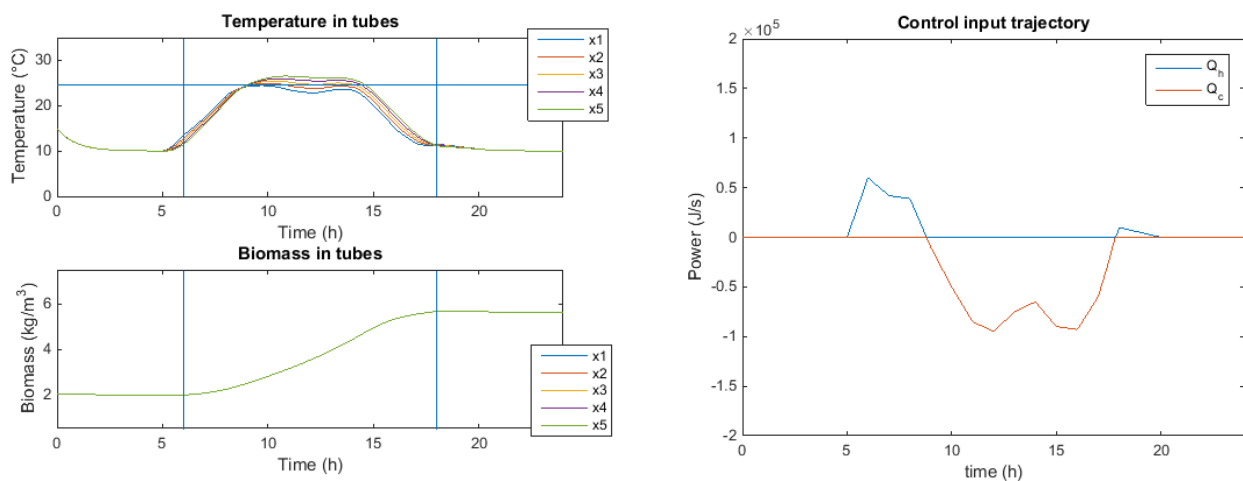 Temperature in tubes
Temperature (°C)
30
20
10
0
0
5
10
15
20
Time (h)
x1
x2
x3
x4
x5
Biomass in tubes
Biomass (kg/m³)
6
4
2
0
5
10
15
20
Time (h)
x1
x2
x3
x4
x5
Control input trajectory
×10⁵
Power (J/s)
2
1.5
1
0.5
0
-0.5
-1
-1.5
-2
0
5
10
15
20
time (h)
Qₕ
Q꜀